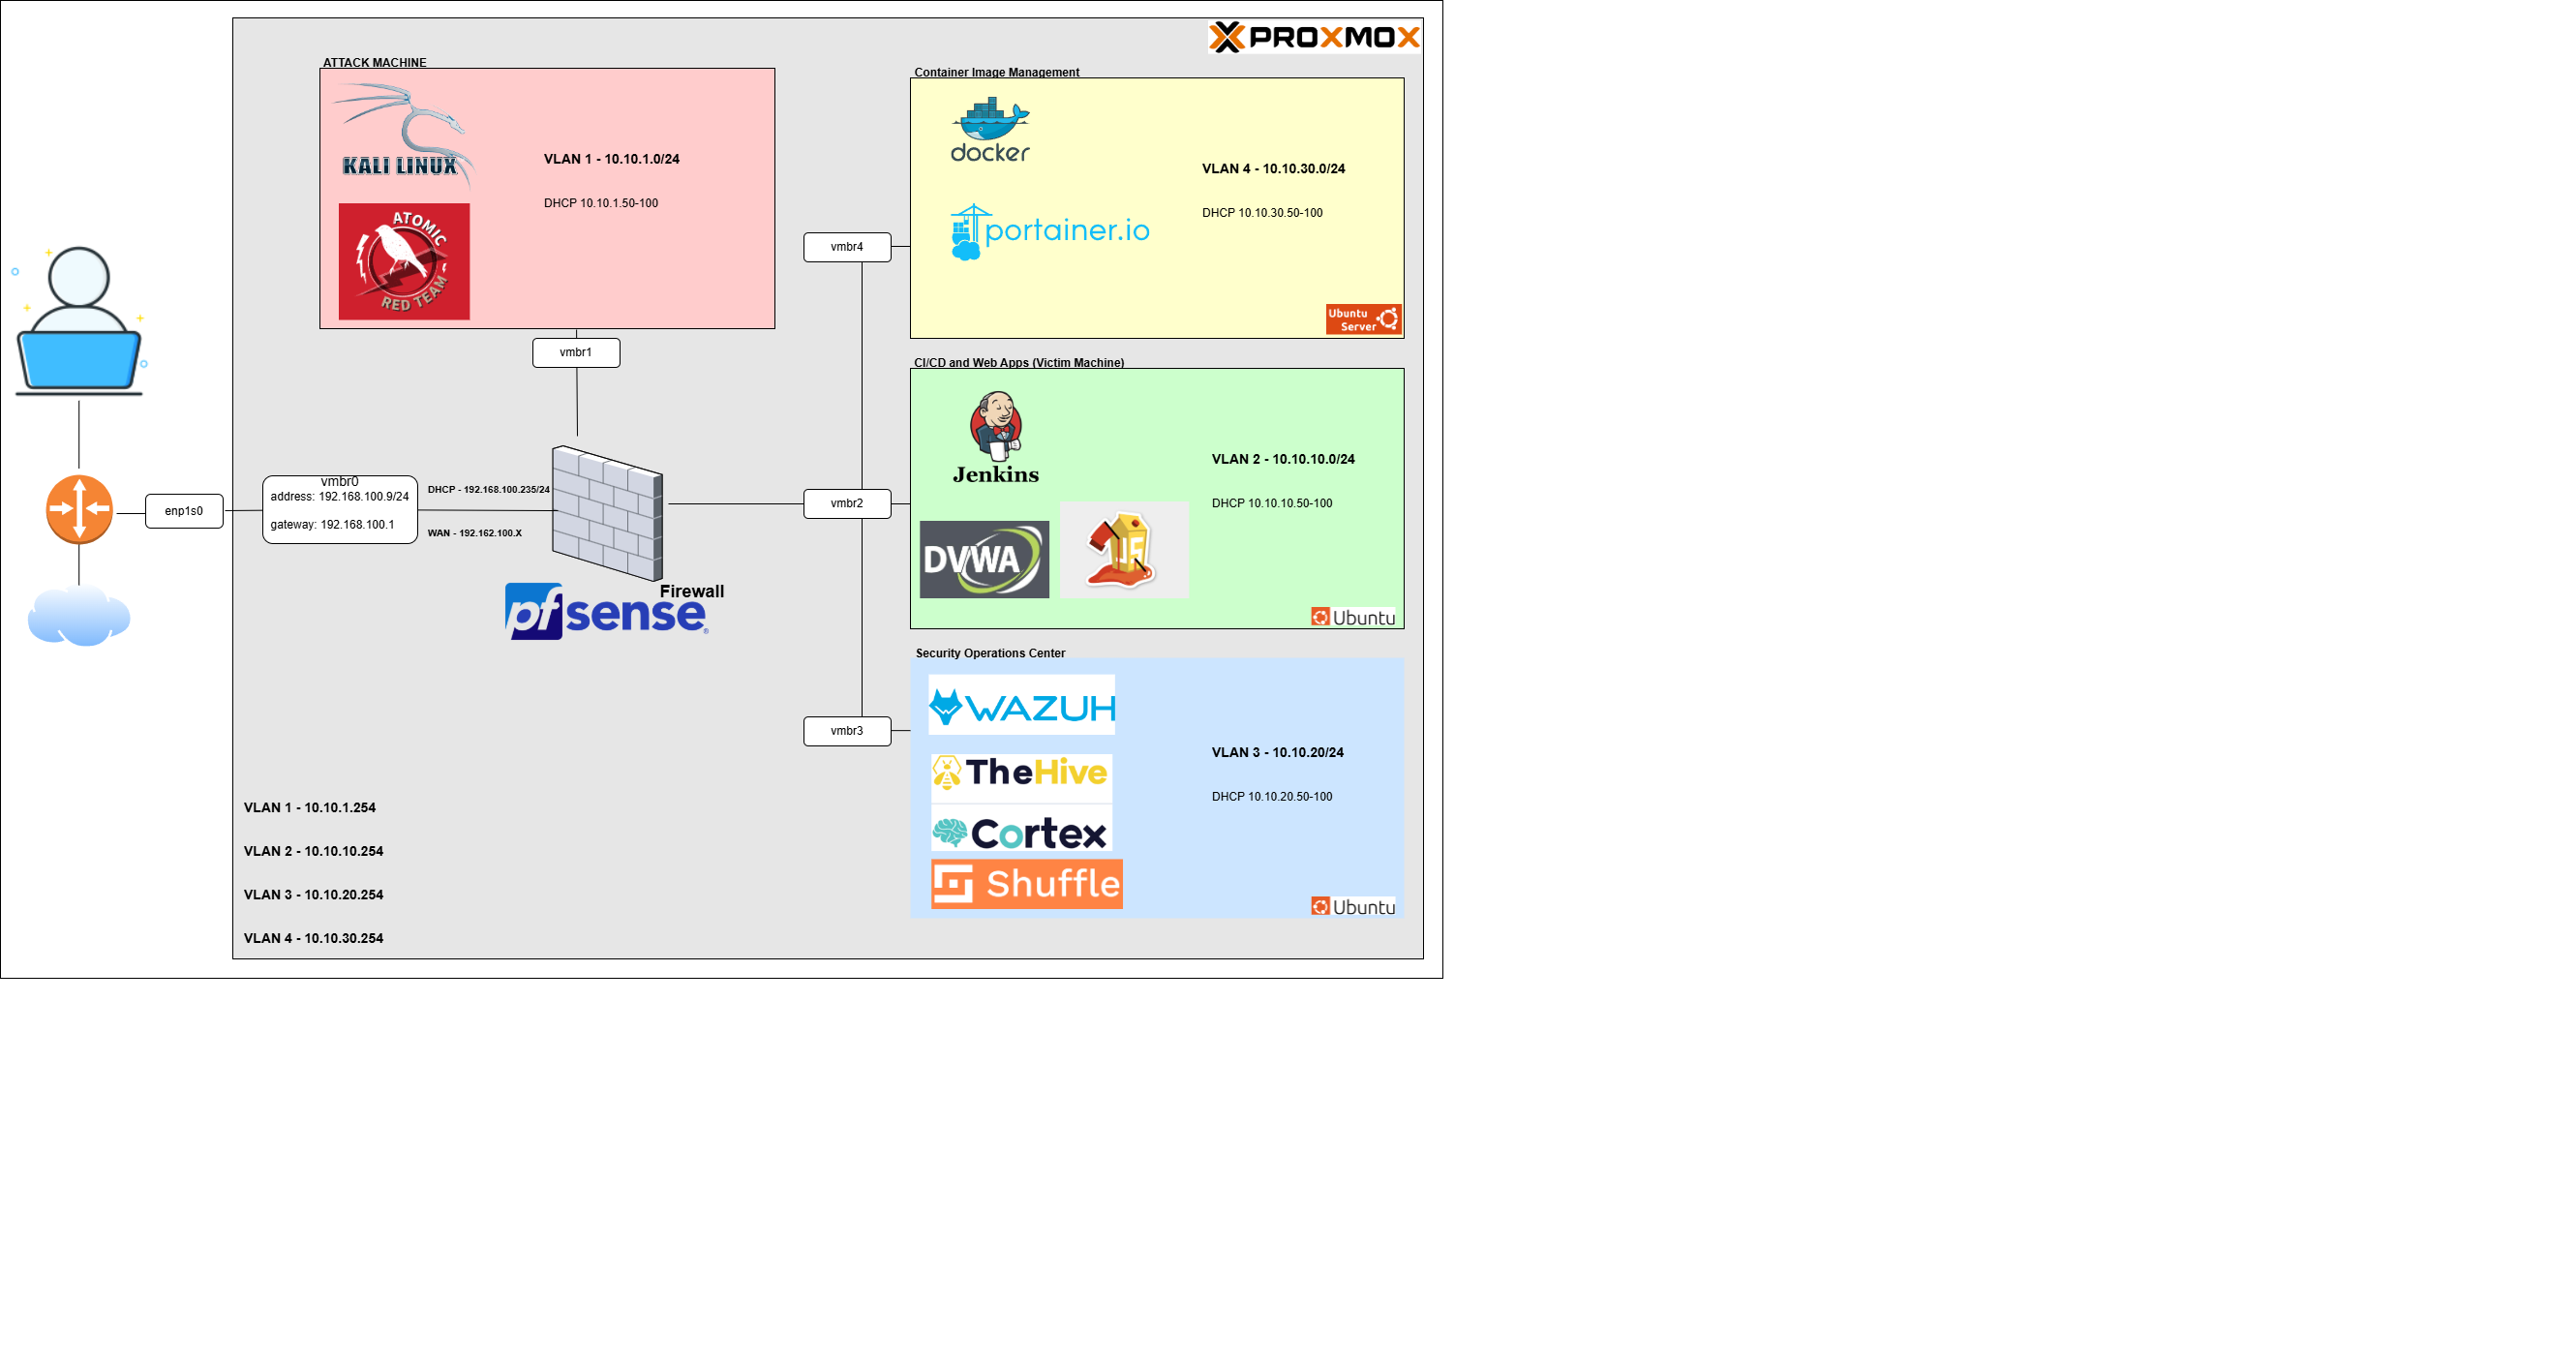 PROXMOX
ATTACK MACHINE
KALI LINUX
ATOMIC
RED TEAM
VLAN 1 - 10.10.1.0/24
DHCP 10.10.1.50-100
Container Image Management
docker
portainer.io
VLAN 4 - 10.10.30.0/24
DHCP 10.10.30.50-100
Ubuntu
Server
vmbr4
vmbr1
CI/CD and Web Apps (Victim Machine)
Jenkins
DVWA
JS
VLAN 2 - 10.10.10.0/24
DHCP 10.10.10.50-100
Ubuntu
enp1s0
vmbr0
address: 192.168.100.9/24
gateway: 192.168.100.1
DHCP - 192.168.100.235/24
WAN - 192.162.100.X
vmbr2
Firewall
pfsense®
Security Operations Center
WAZUH
TheHive
Cortex
Shuffle
VLAN 3 - 10.10.20/24
DHCP 10.10.20.50-100
Ubuntu
vmbr3
VLAN 1 - 10.10.1.254
VLAN 2 - 10.10.10.254
VLAN 3 - 10.10.20.254
VLAN 4 - 10.10.30.254